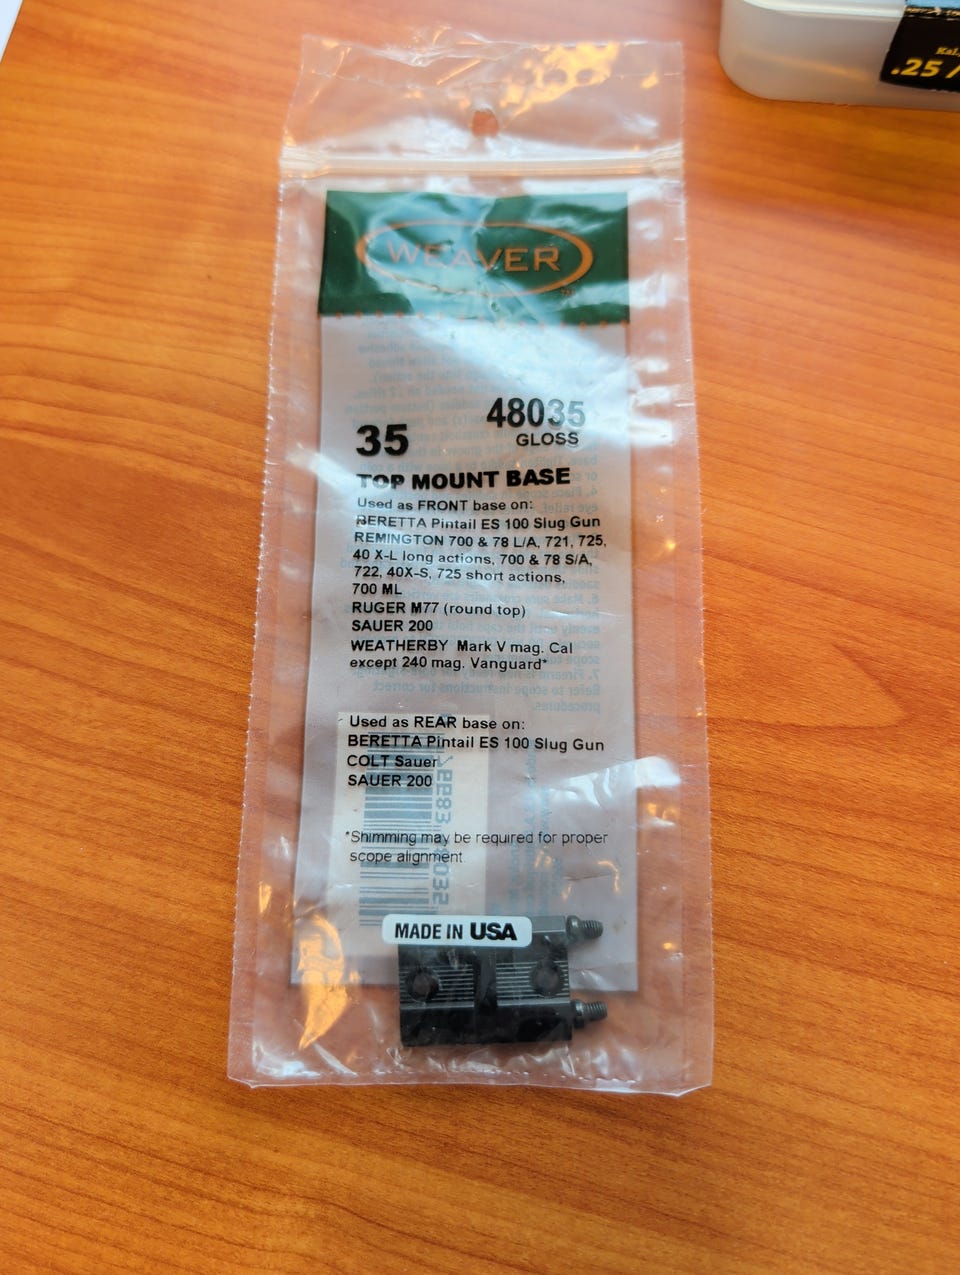 Kal.
.25 /
WEAVER
TM
48035
35
GLOSS
TOP MOUNT BASE
Used as FRONT base on:
BERETTA Pintail ES 100 Slug Gun
REMINGTON 700 & 78 L/A, 721, 725,
40 X-L long actions, 700 & 78 S/A,
722, 40X-S, 725 short actions,
700 ML
RUGER M77 (round top)
SAUER 200
WEATHERBY Mark V mag. Cal
except 240 mag. Vanguard*
Used as REAR base on:
BERETTA Pintail ES 100 Slug Gun
COLT Sauer
SAUER 200
*Shimming may be required for proper
scope alignment
MADE IN USA